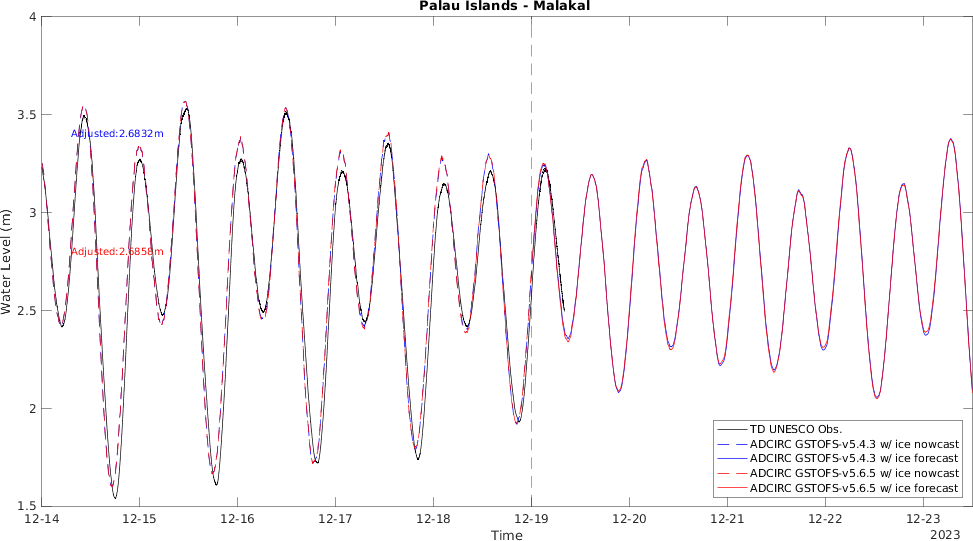 Palau Islands - Malakal
4
3.5
3
2.5
2
1.5
Water Level (m)
Adjusted:2.6832m
Adjusted:2.6858m
TD UNESCO Obs.
ADCIRC GSTOFS-v5.4.3 w/ ice nowcast
ADCIRC GSTOFS-v5.4.3 w/ ice forecast
ADCIRC GSTOFS-v5.6.5 w/ ice nowcast
ADCIRC GSTOFS-v5.6.5 w/ ice forecast
12-14 12-15 12-16 12-17 12-18 12-19 12-20 12-21 12-22 12-23
Time
2023